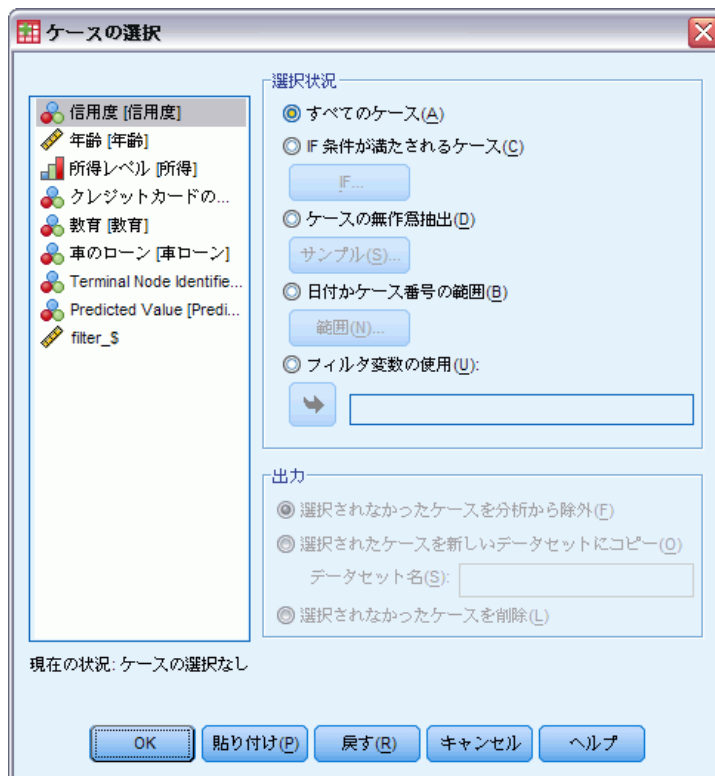 ケースの選択
信用度 [信用度]
年齢 [年齢]
所得レベル [所得]
クレジットカードの...
教育 [教育]
車のローン [車ローン]
Terminal Node Identifie...
Predicted Value [Predi...
filter_$
現在の状況: ケースの選択なし
選択状況
すべてのケース(A)
IF 条件が満たされるケース(C)
IF...
ケースの無作為抽出(D)
サンプル(S)...
日付かケース番号の範囲(B)
範囲(N)...
フィルタ変数の使用(U):
出力
選択されなかったケースを分析から除外(F)
選択されたケースを新しいデータセットにコピー(O)
データセット名(S):
選択されなかったケースを削除(L)
OK
貼り付け(P)
戻す(R)
キャンセル
ヘルプ